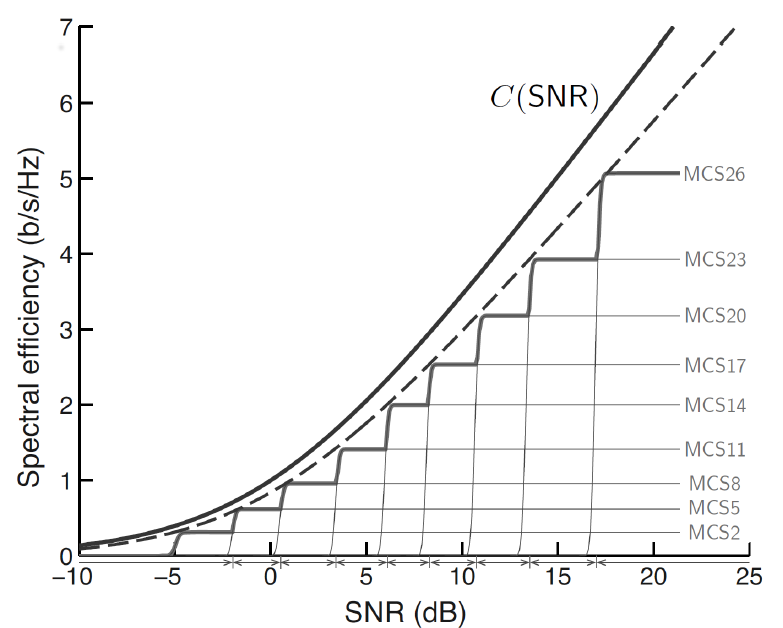 7
6
5
4
3
2
1
0
Spectral efficiency (b/s/Hz)
C(SNR)
MCS26
MCS23
MCS20
MCS17
MCS14
MCS11
MCS8
MCS5
MCS2
−10 −5 0 5 10 15 20 25
SNR (dB)